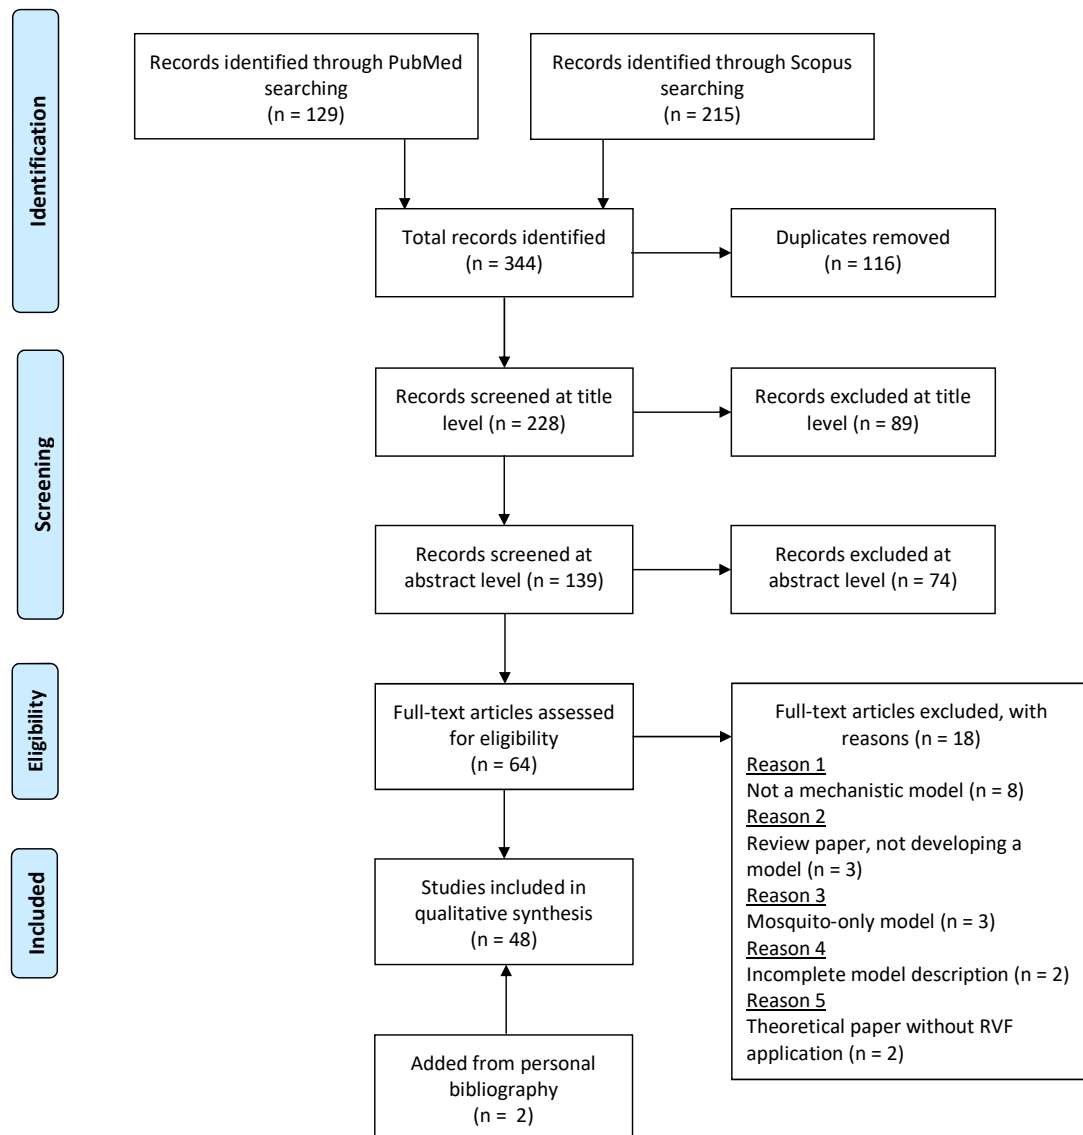 Identification
Records identified through PubMed
searching
(n = 129)
Records identified through Scopus
searching
(n = 215)
Total records identified
(n = 344)
Duplicates removed
(n = 116)
Screening
Records screened at title
level (n = 228)
Records excluded at title
level (n = 89)
Records screened at
abstract level (n = 139)
Records excluded at
abstract level (n = 74)
Eligibility
Full-text articles assessed
for eligibility
(n = 64)
Full-text articles excluded, with
reasons (n = 18)
Reason 1
Not a mechanistic model (n = 8)
Reason 2
Review paper, not developing a
model (n = 3)
Reason 3
Mosquito-only model (n = 3)
Reason 4
Incomplete model description (n = 2)
Reason 5
Theoretical paper without RVF
application (n = 2)
Included
Studies included in
qualitative synthesis
(n = 48)
Added from personal
bibliography
(n = 2)